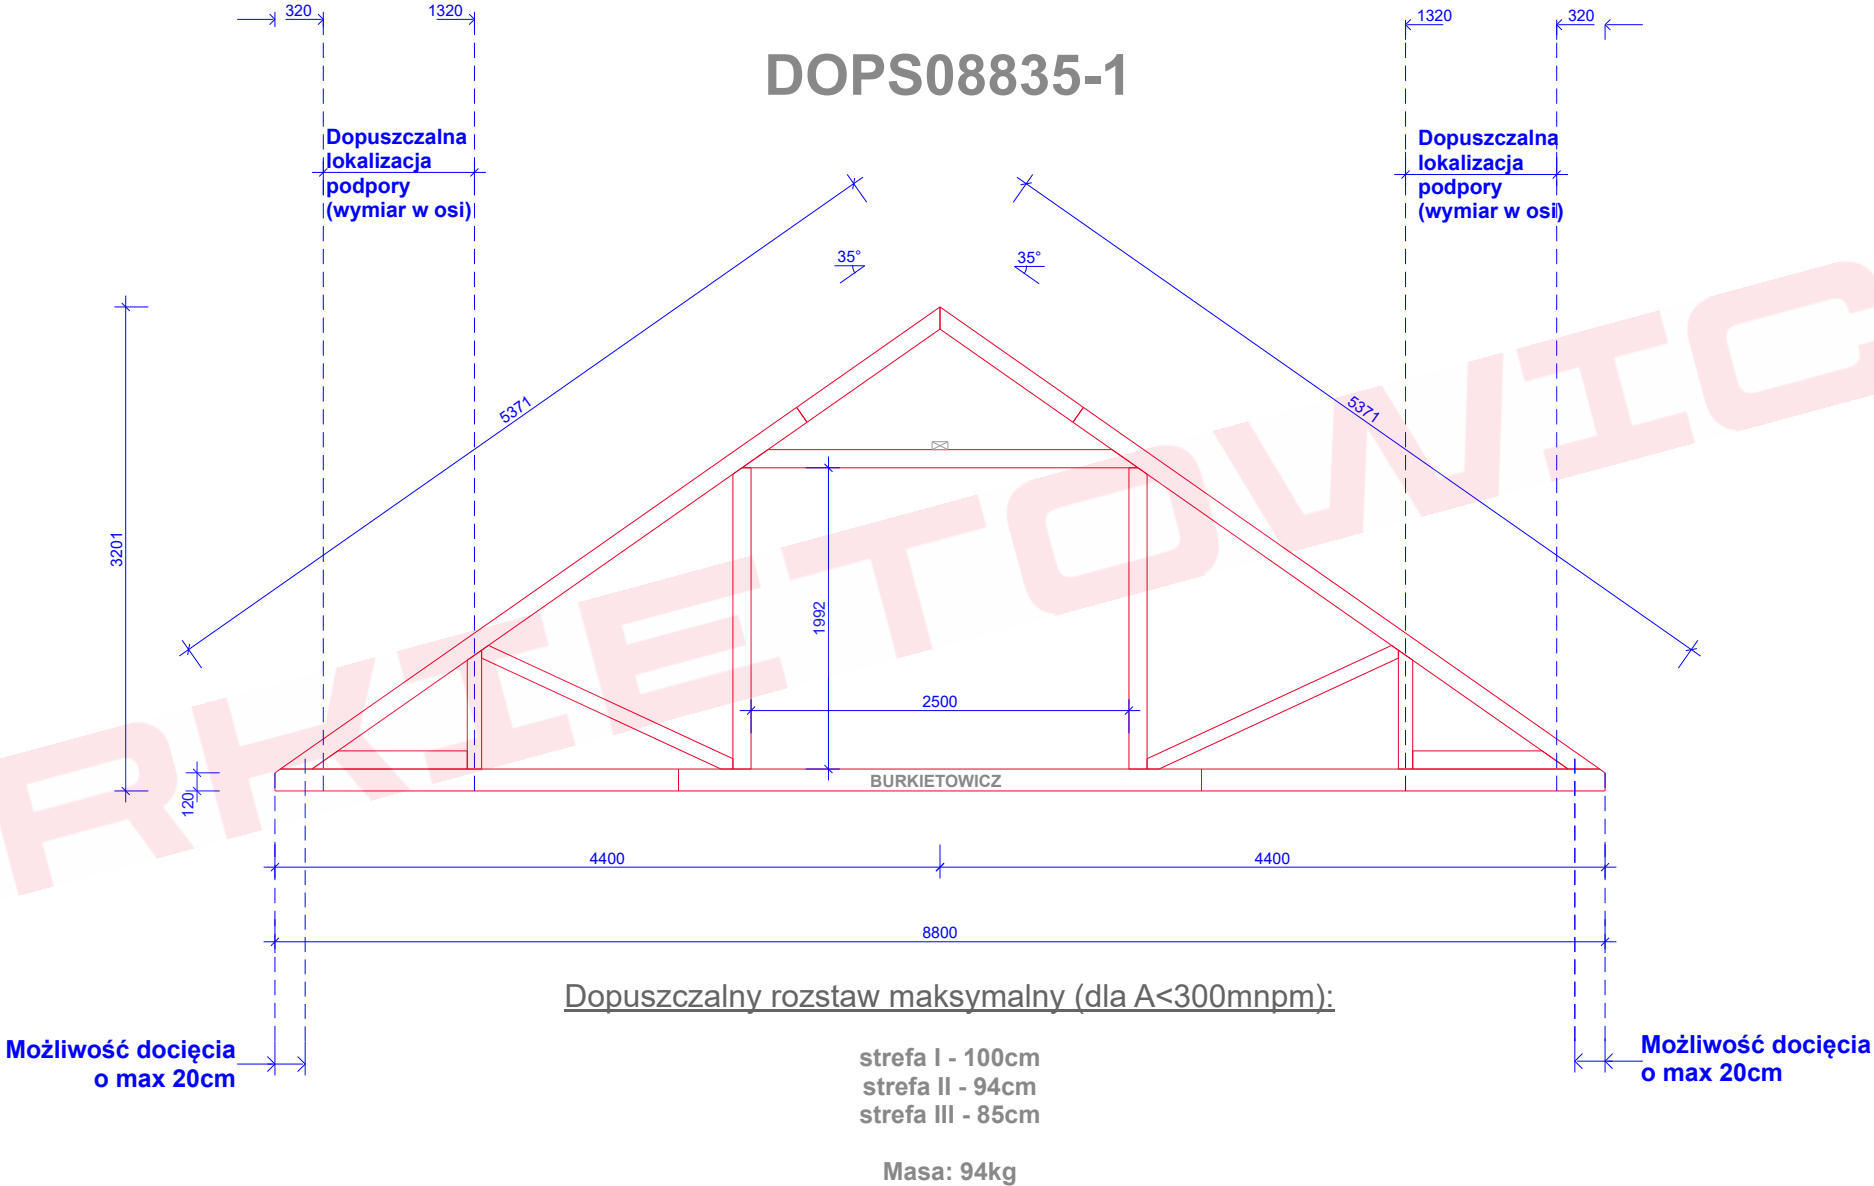 320
1320
1320
320
DOPS08835-1
Dopuszczalna
lokalizacja
podpory
(wymiar w osi)
Dopuszczalna
lokalizacja
podpory
(wymiar w osi)
35°
35°
5371
5371
3201
1992
2500
120
BURKIETOWICZ
RKIETOWIC
4400
4400
8800
Dopuszczalny rozstaw maksymalny (dla A<300mnpm):
Możliwość docięcia
o max 20cm
Możliwość docięcia
o max 20cm
strefa I - 100cm
strefa II - 94cm
strefa III - 85cm
Masa: 94kg